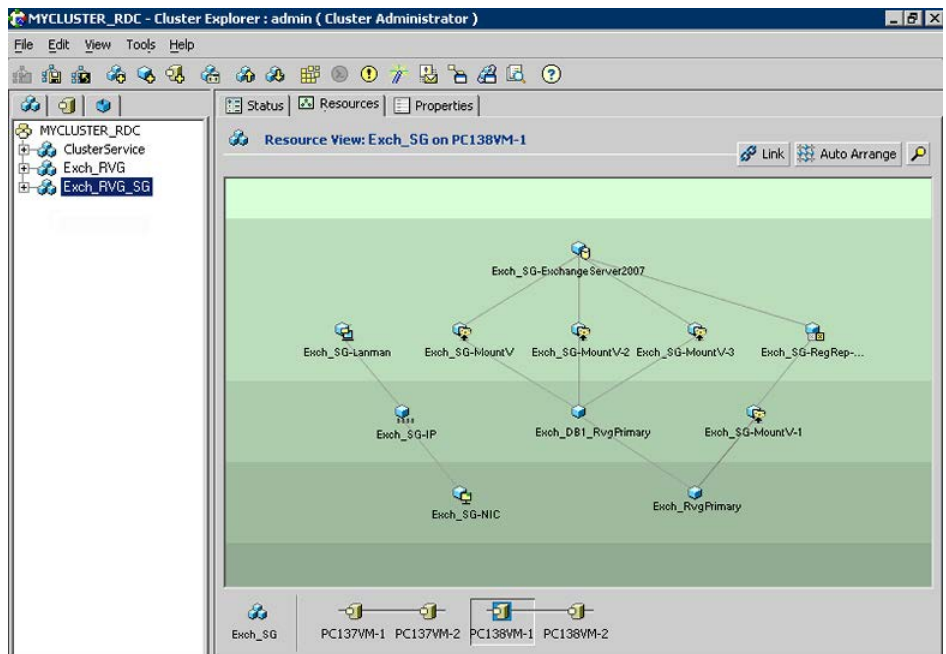 MYCLUSTER_RDC - Cluster Explorer : admin ( Cluster Administrator )
File Edit View Tools Help
Status Resources Properties
MYCLUSTER_RDC
ClusterService
Exch_RVG
Exch_RVG_SG
Resource View: Exch_SG on PC138VM-1
Link Auto Arrange
Exch_SG-ExchangeServer2007
Exch_SG-Lanman Exch_SG-MountV Exch_SG-MountV-2 Exch_SG-MountV-3 Exch_SG-RegRep-...
Exch_SG-IP Exch_DB1_RvgPrimary Exch_SG-MountV-1
Exch_SG-NIC Exch_RvgPrimary
Exch_SG PC137VM-1 PC137VM-2 PC138VM-1 PC138VM-2